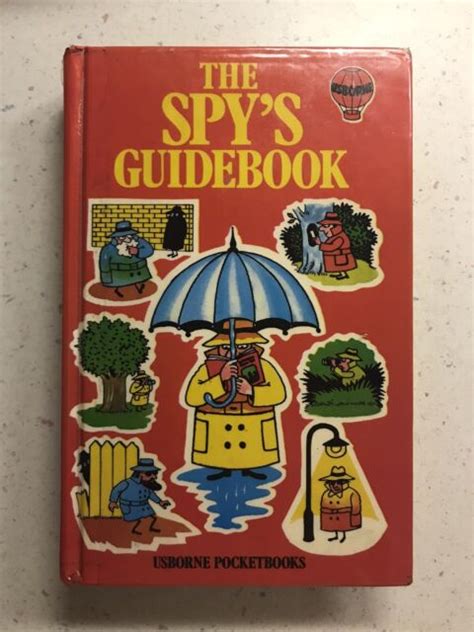 THE
SPY'S
GUIDEBOOK
USBORNE
USBORNE POCKETBOOKS